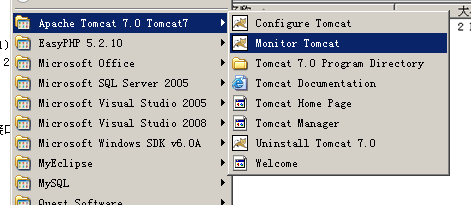 Apache Tomcat 7.0 Tomcat7
EasyPHP 5.2.10
Microsoft Office
Microsoft SQL Server 2005
Microsoft Visual Studio 2005
Microsoft Visual Studio 2008
Microsoft Windows SDK v6.0A
MyEclipse
MySQL
Quest Software
Configure Tomcat
Monitor Tomcat
Tomcat 7.0 Program Directory
Tomcat Documentation
Tomcat Home Page
Tomcat Manager
Uninstall Tomcat 7.0
Welcome